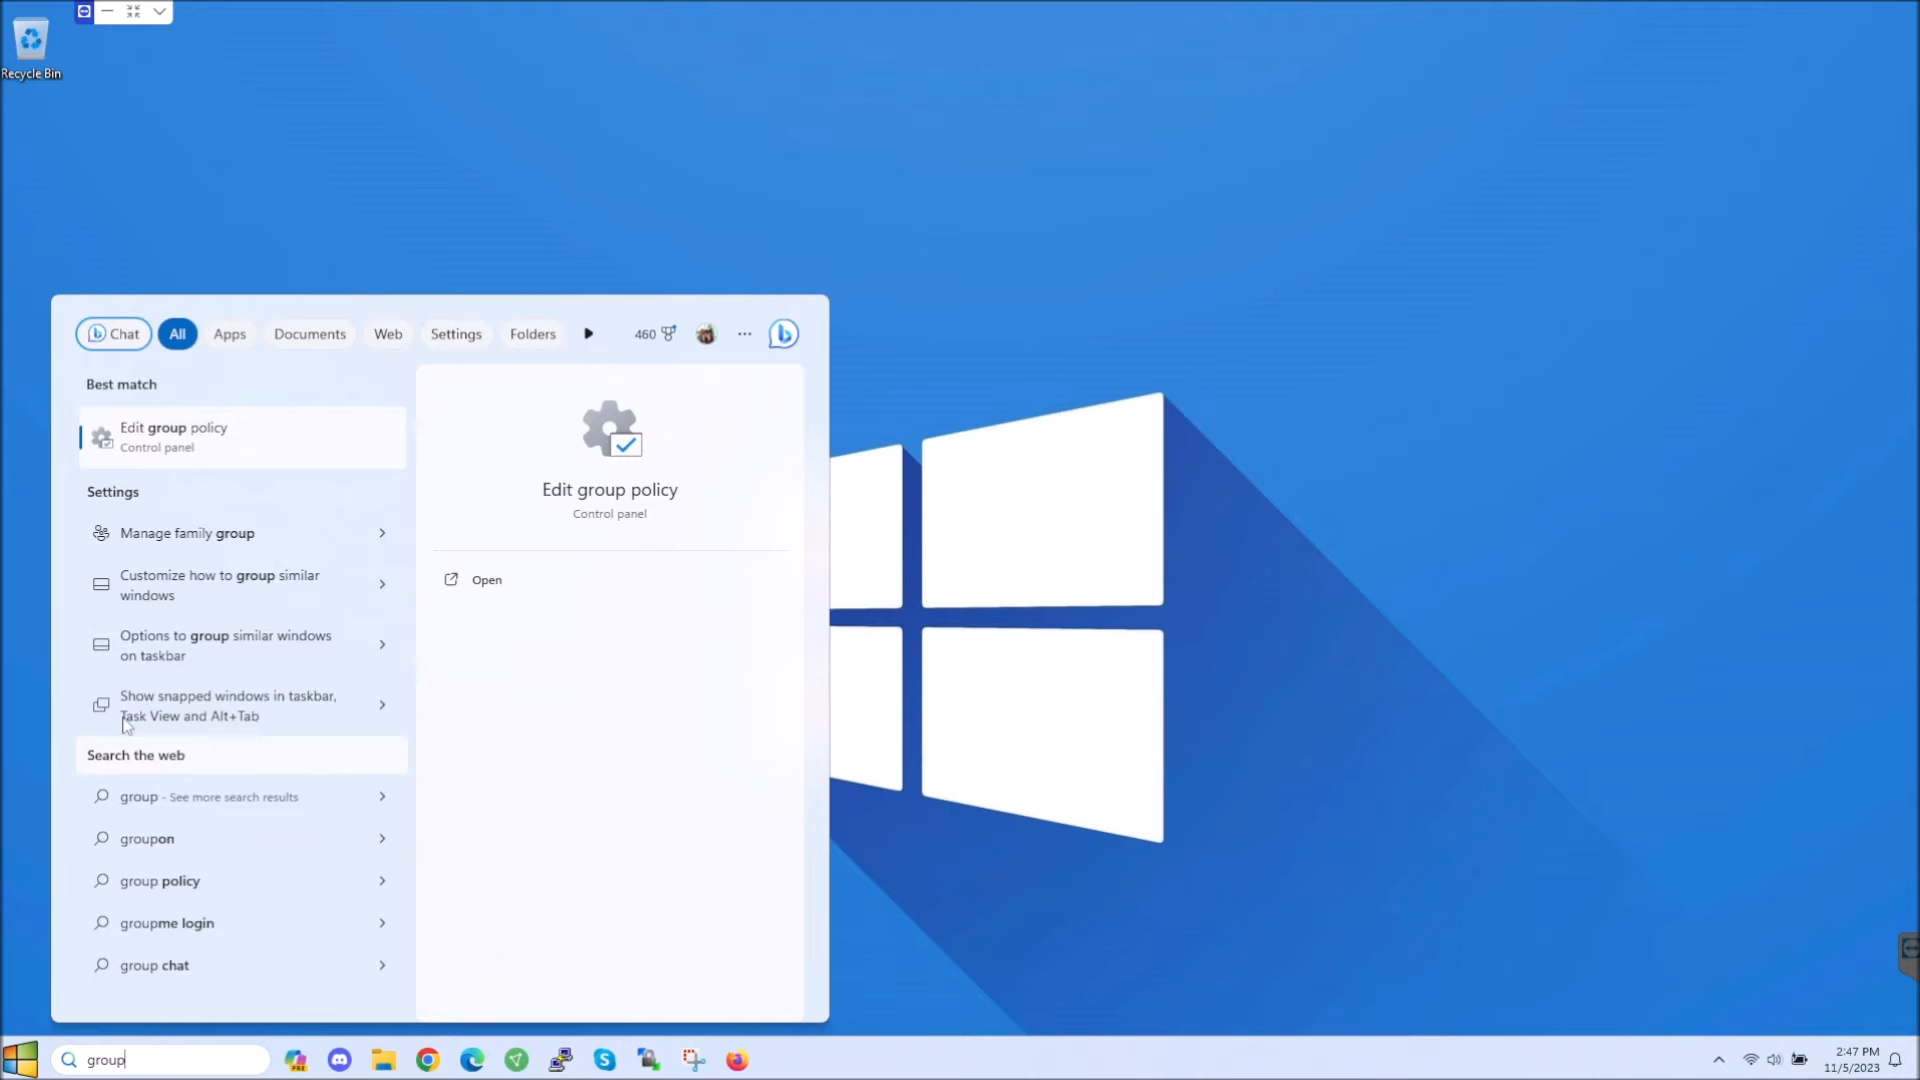 Recycle Bin
Chat
All
Apps
Documents
Web
Settings
Folders
460
Best match
Edit group policy
Control panel
Settings
Manage family group
Customize how to group similar
windows
Options to group similar windows
on taskbar
Show snapped windows in taskbar,
Task View and Alt+Tab
Search the web
group - See more search results
groupon
group policy
groupme login
group chat
Edit group policy
Control panel
Open
group
PRE
2:47 PM
11/5/2023